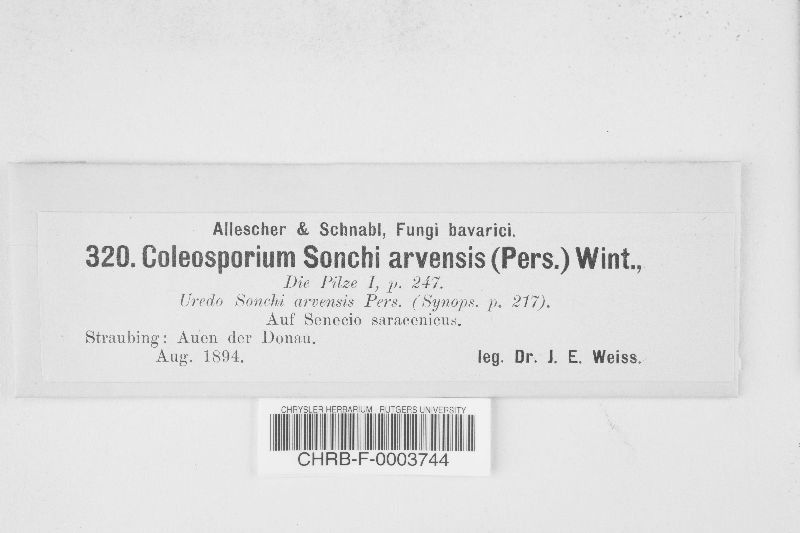 Allescher & Schnabl, Fungi bavarici.
320. Coleosporium Sonchi arvensis (Pers.) Wint.,
Die Pilze I, p. 247.
Uredo Sonchi arvensis Pers. (Synops. p. 217).
Auf Senecio saracenicus.
Straubing: Auen der Donau.
Aug. 1894.
leg. Dr. J. E. Weiss.
CHRYSLER HERBARIUM - RUTGERS UNIVERSITY
CHRB-F-0003744